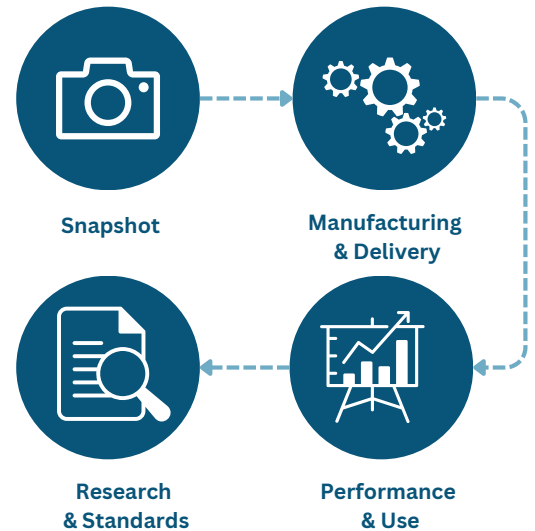 Snapshot
Manufacturing
& Delivery
Research
& Standards
Performance
& Use